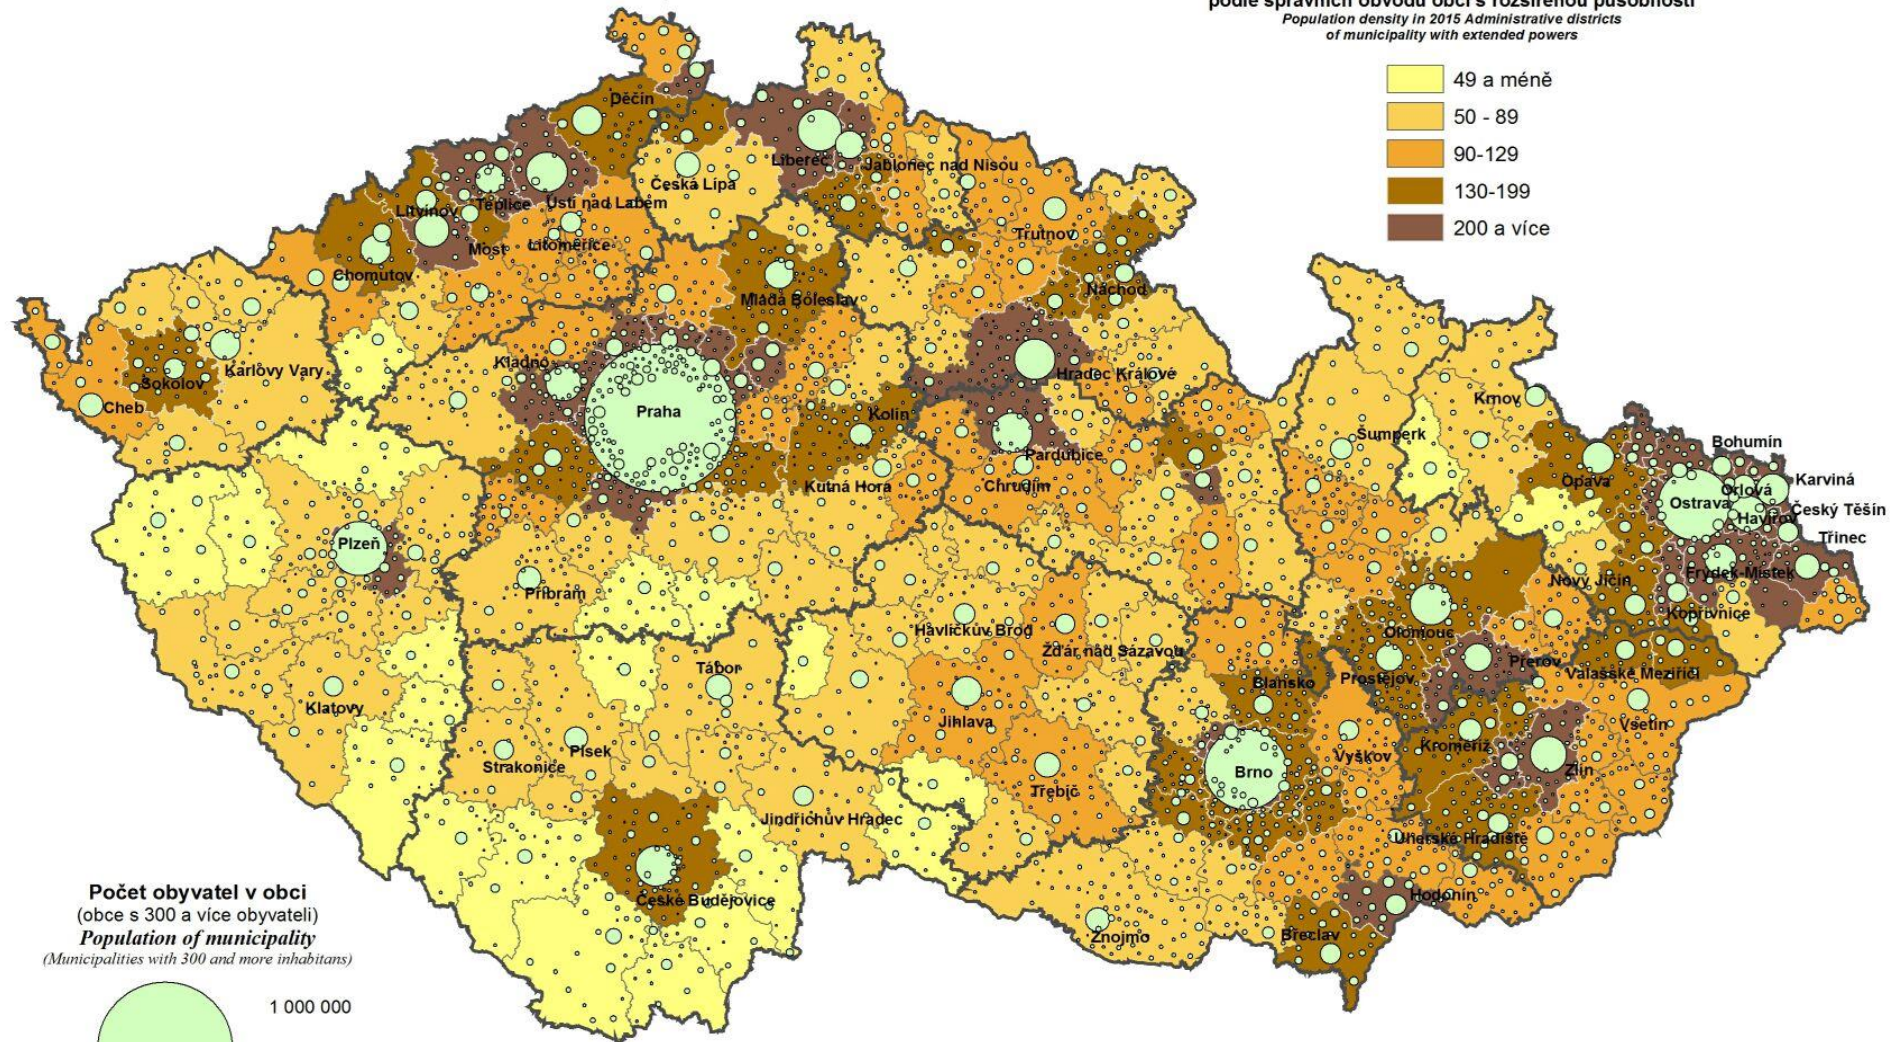 podle správních obvodů obcí s rozšířenou působností
Population density in 2015 Administrative districts
of municipality with extended powers
49 a méně
50 - 89
90-129
130-199
200 a více
Děčín
Liberec
Jablonec nad Nisou
Česká Lípa
Litvínov
Teplice
Ústí nad Labem
Most
Litoměřice
Trutnov
Chomutov
Mladá Boleslav
Náchod
Kladno
Karlovy Vary
Sokolov
Hradec Králové
Cheb
Praha
Kolín
Krnov
Šumperk
Bohumín
Pardubice
Karviná
Kutná Hora
Chrudim
Opava
Orlová
Ostrava
Český Těšín
Havířov
Plzeň
Třinec
Frýdek-Místek
Nový Jičín
Příbram
Kopřivnice
Havlíčkův Brod
Olomouc
Žďár nad Sázavou
Přerov
Tábor
Prostějov
Valašské Meziříčí
Blansko
Klatovy
Jihlava
Vsetín
Písek
Kroměříž
Strakonice
Vyškov
Brno
Zlín
Třebíč
Jindřichův Hradec
Uherské Hradiště
České Budějovice
Hodonín
Břeclav
Znojmo
Počet obyvatel v obci
(obce s 300 a více obyvateli)
Population of municipality
(Municipalities with 300 and more inhabitans)
1 000 000